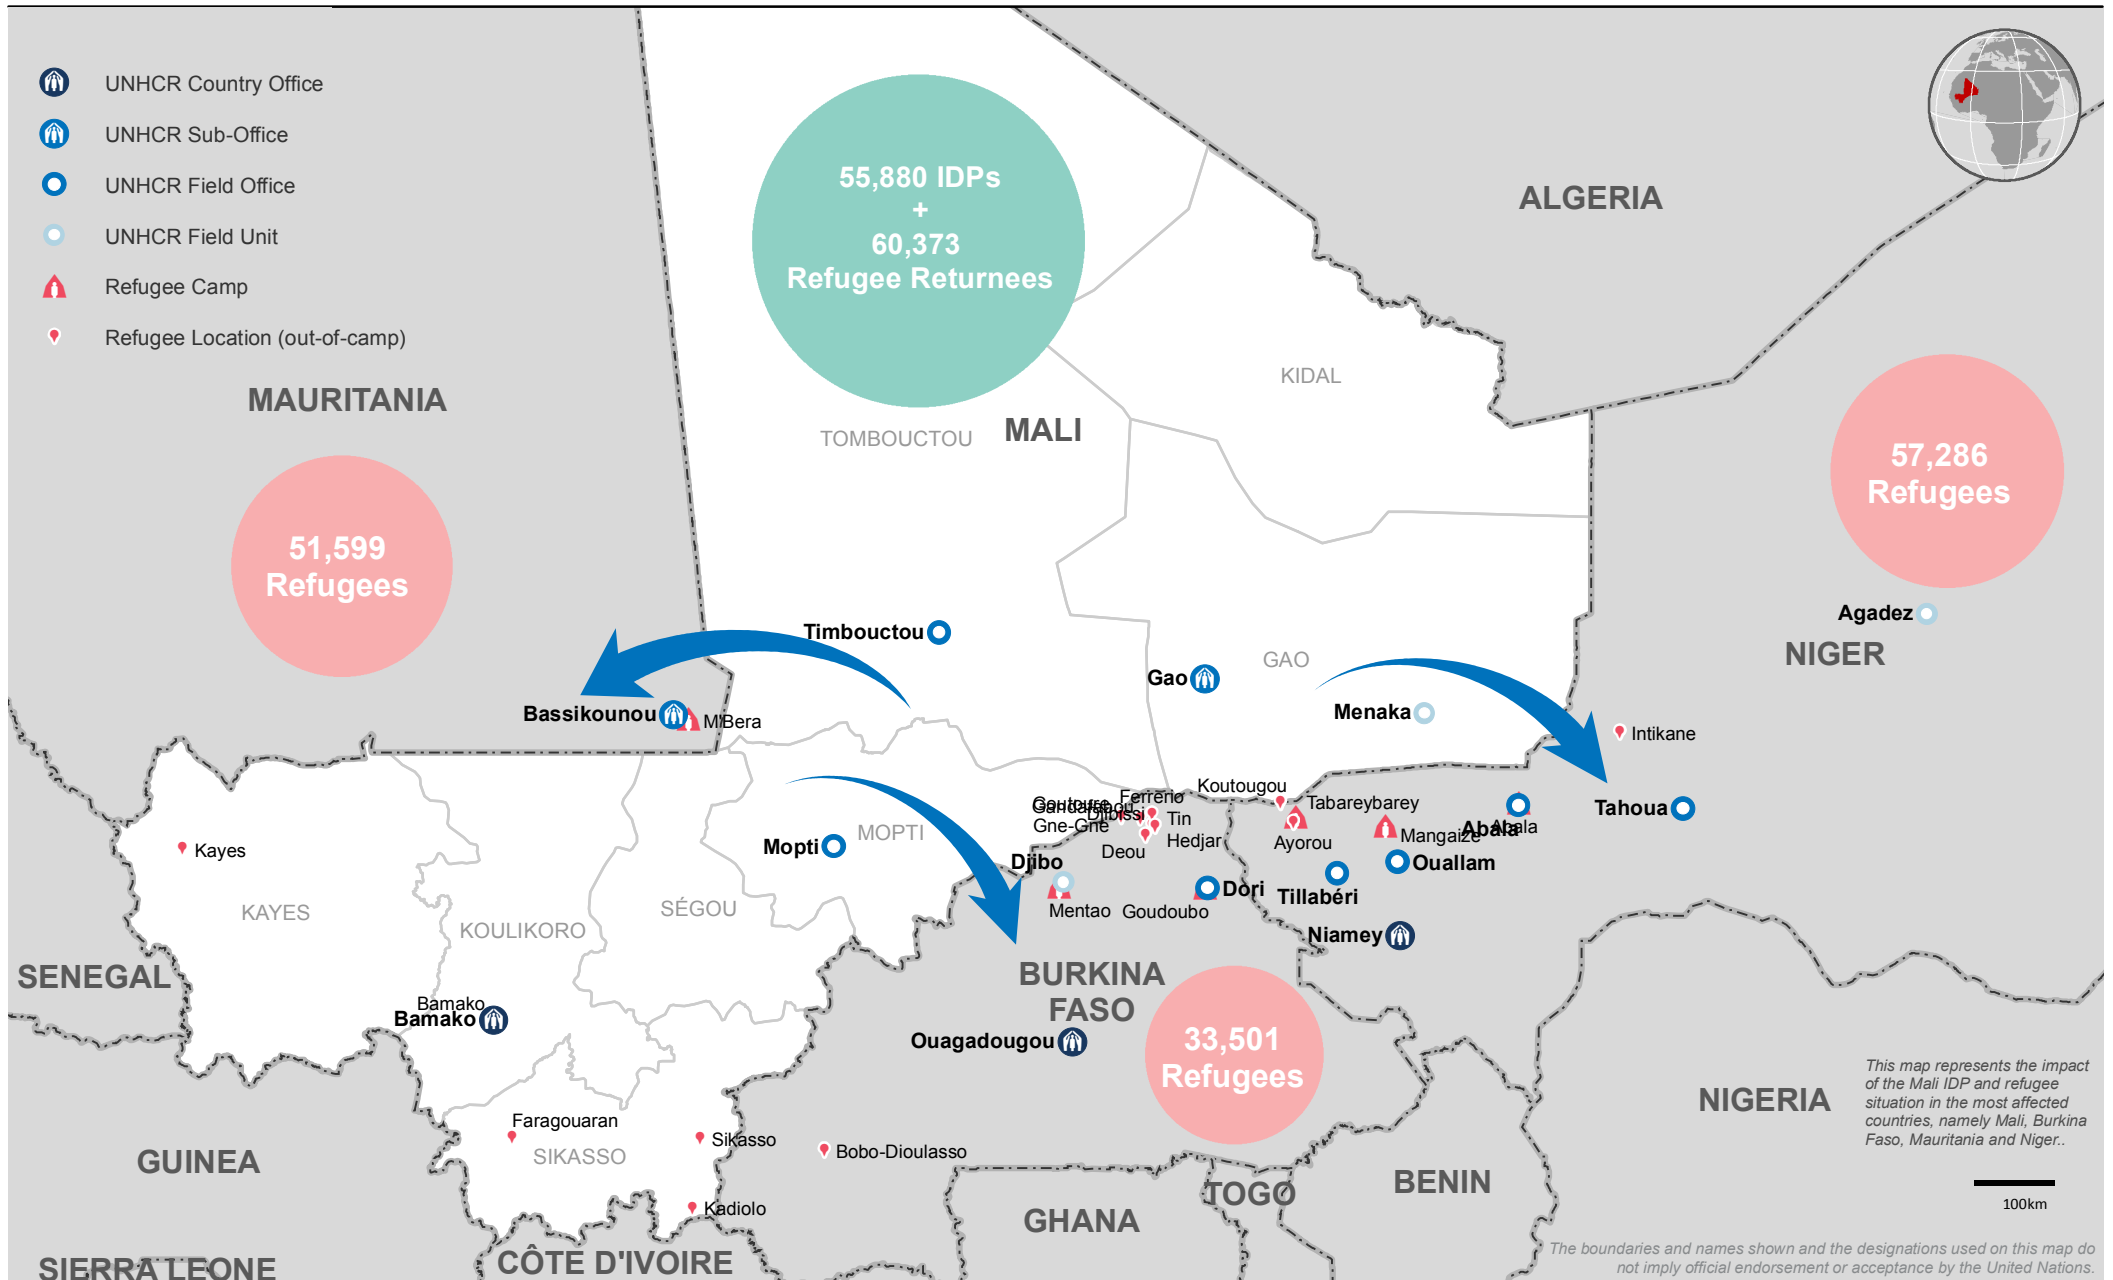 UNHCR Country Office
UNHCR Sub-Office
UNHCR Field Office
UNHCR Field Unit
Refugee Camp
Refugee Location (out-of-camp)
55,880 IDPs
+
60,373
Refugee Returnees
ALGERIA
MAURITANIA
KIDAL
TOMBOUCTOU
MALI
57,286
Refugees
51,599
Refugees
Agadez
NIGER
Timbouctou
GAO
Gao
Menaka
Bassikounou
M'Bera
Intikane
Koutougou
Ferrerio
Gandafabou
Djibissi
Gne-Gne
Tin
Hedjar
Deou
Tabareybarey
Ayorou
Mangaize
Abala
Abala
Tahoua
Ouallam
Tillabéri
Niamey
Mopti
MOPTI
Djibo
Mentao
Goudoubo
Dori
Kayes
KAYES
KOULIKORO
SÉGOU
SENEGAL
Bamako
Bamako
BURKINA
FASO
Ouagadougou
33,501
Refugees
Faragouaran
Sikasso
SIKASSO
Kadiolo
Bobo-Dioulasso
GUINEA
SIERRA LEONE
CÔTE D'IVOIRE
GHANA
TOGO
BENIN
NIGERIA
This map represents the impact
of the Mali IDP and refugee
situation in the most affected
countries, namely Mali, Burkina
Faso, Mauritania and Niger..
100km
The boundaries and names shown and the designations used on this map do
not imply official endorsement or acceptance by the United Nations.